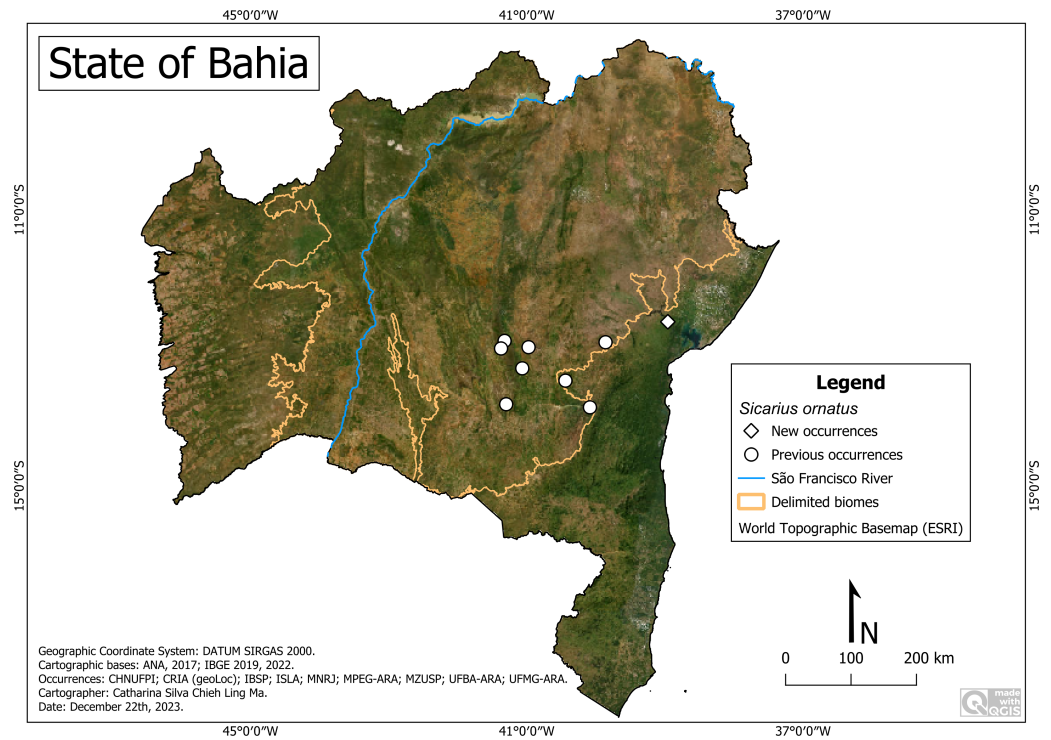 45°0′0″W 41°0′0″W 37°0′0″W
State of Bahia
11°0′0″S
11°0′0″S
15°0′0″S
15°0′0″S
Legend
Sicarius ornatus
New occurrences
Previous occurrences
São Francisco River
Delimited biomes
World Topographic Basemap (ESRI)
N
0 100 200 km
Geographic Coordinate System: DATUM SIRGAS 2000.
Cartographic bases: ANA, 2017; IBGE 2019, 2022.
Occurrences: CHNUFPI; CRIA (geoLoc); IBSP; ISLA; MNRJ; MPEG-ARA; MZUSP; UFBA-ARA; UFMG-ARA.
Cartographer: Catharina Silva Chieh Ling Ma.
Date: December 22th, 2023.
made
with
QGIS
45°0′0″W 41°0′0″W 37°0′0″W